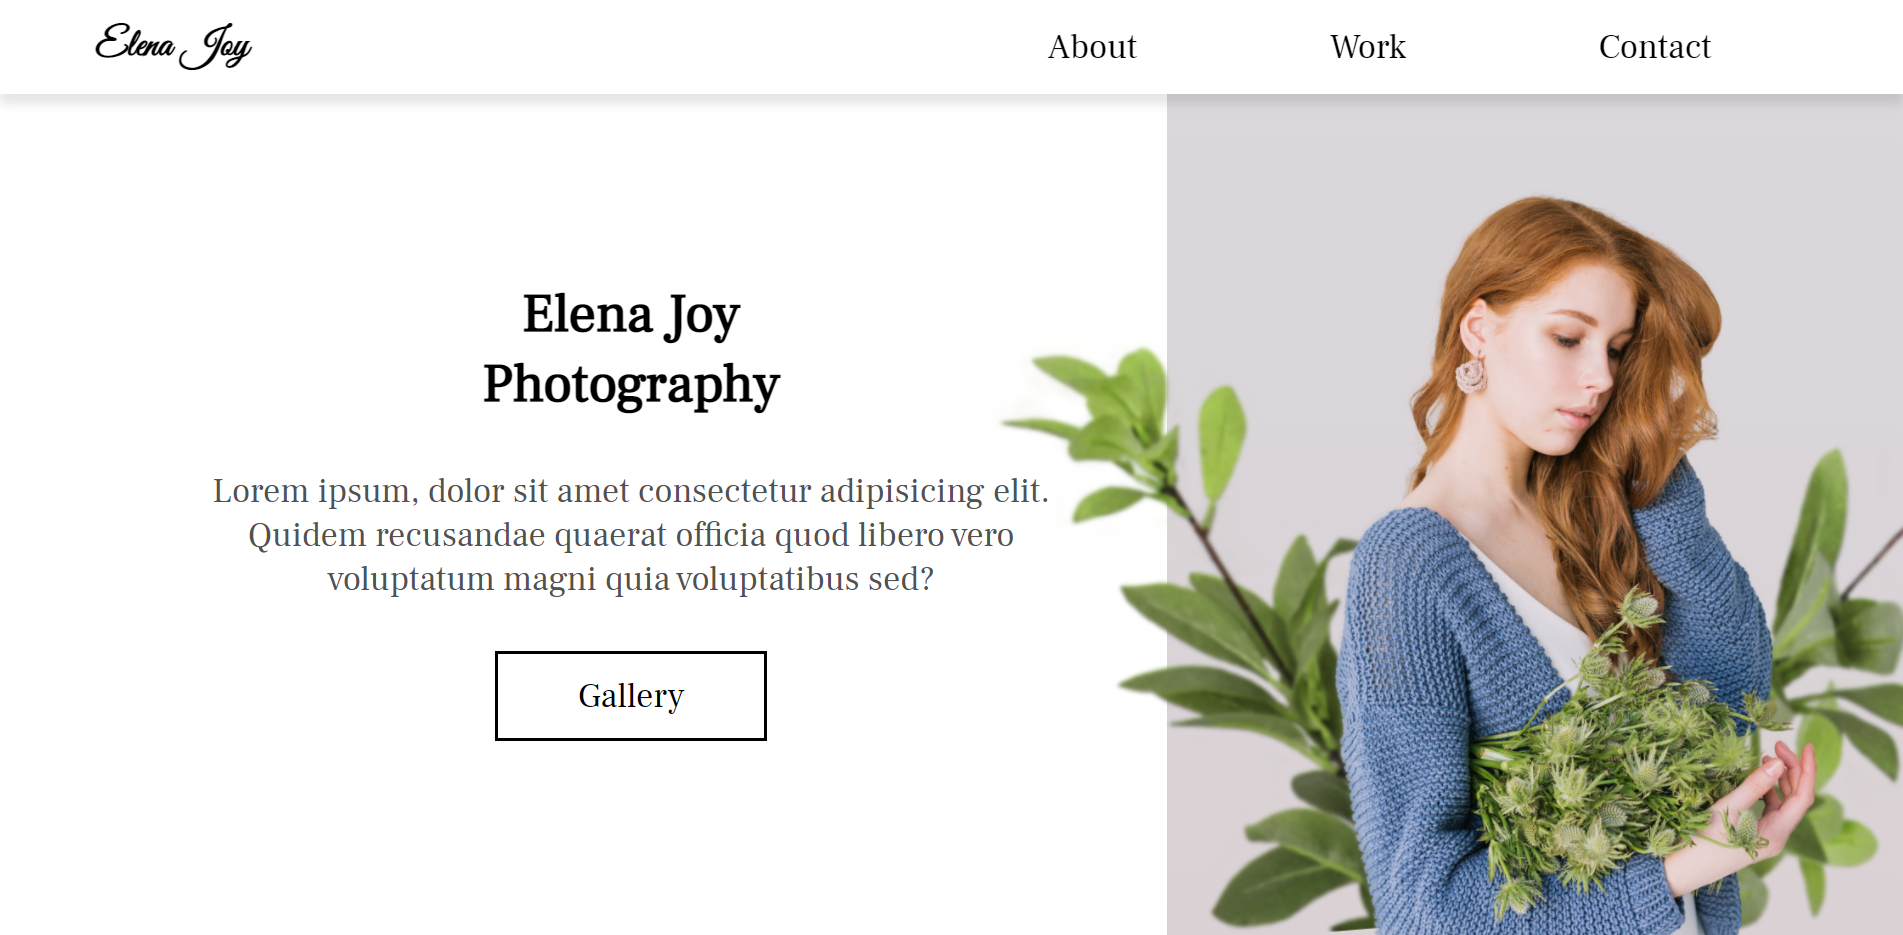 Elena Joy
About
Work
Contact
Elena Joy
Photography
Lorem ipsum, dolor sit amet consectetur adipisicing elit.
Quidem recusandae quaerat officia quod libero vero
voluptatum magni quia voluptatibus sed?
Gallery